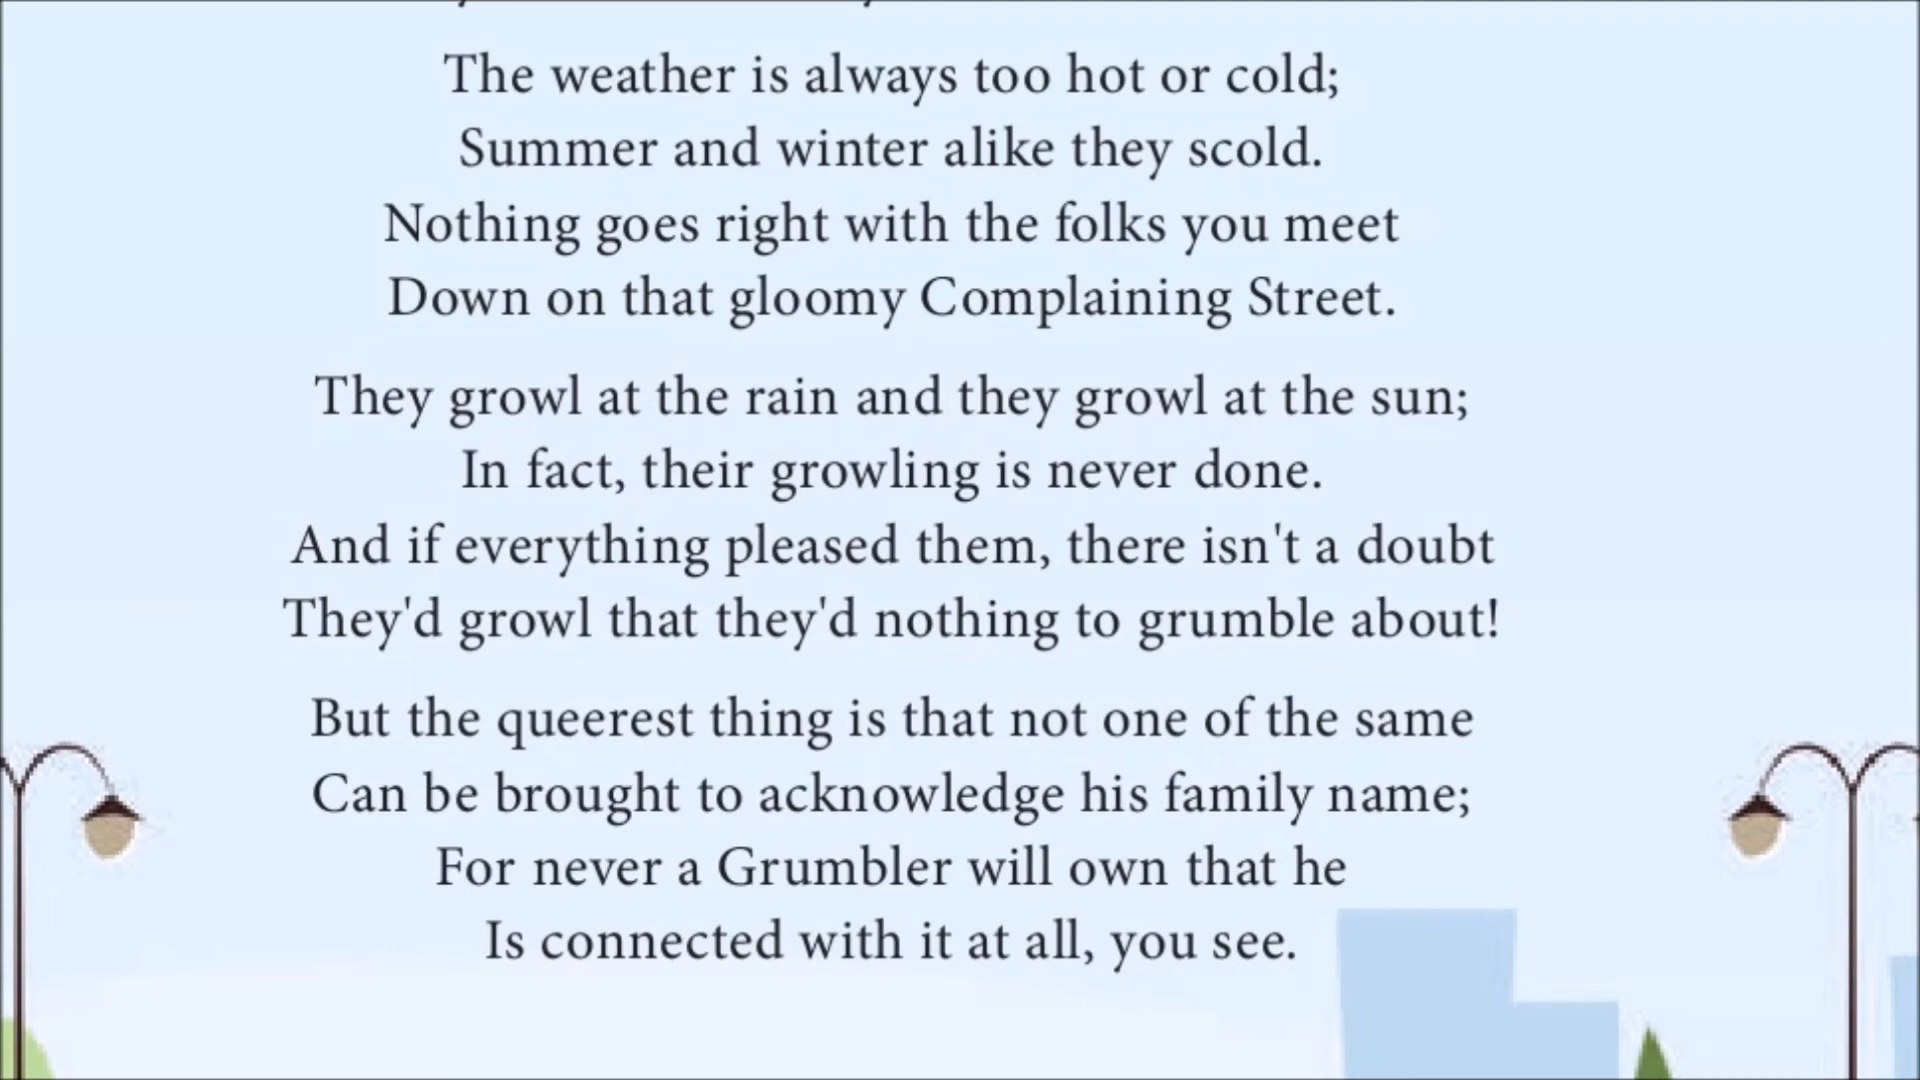 The weather is always too hot or cold;
Summer and winter alike they scold.
Nothing goes right with the folks you meet
Down on that gloomy Complaining Street.
They growl at the rain and they growl at the sun;
In fact, their growling is never done.
And if everything pleased them, there isn't a doubt
They'd growl that they'd nothing to grumble about!
But the queerest thing is that not one of the same
Can be brought to acknowledge his family name;
For never a Grumbler will own that he
Is connected with it at all, you see.